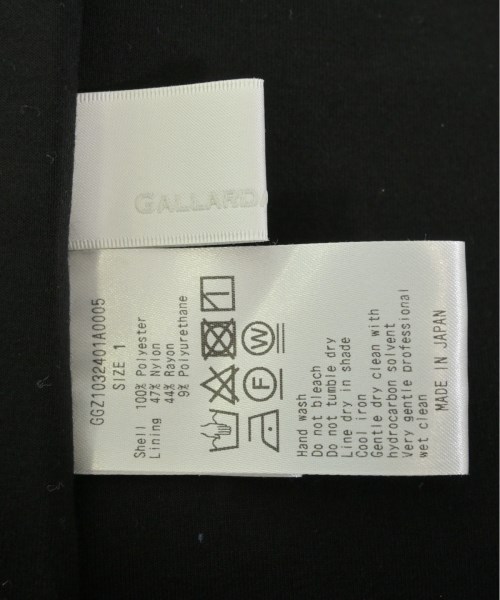 GALLARD
GGZ1032401A0005
SIZE 1
Shell 100% Polyester
Lining 47% Nylon
44% Rayon
9% Polyurethane
F W
Hand wash
Do not bleach
Do not tumble dry
Line dry in shade
Cool iron
Gentle dry clean with
hydrocarbon solvent
Very gentle professional
wet clean
MADE IN JAPAN